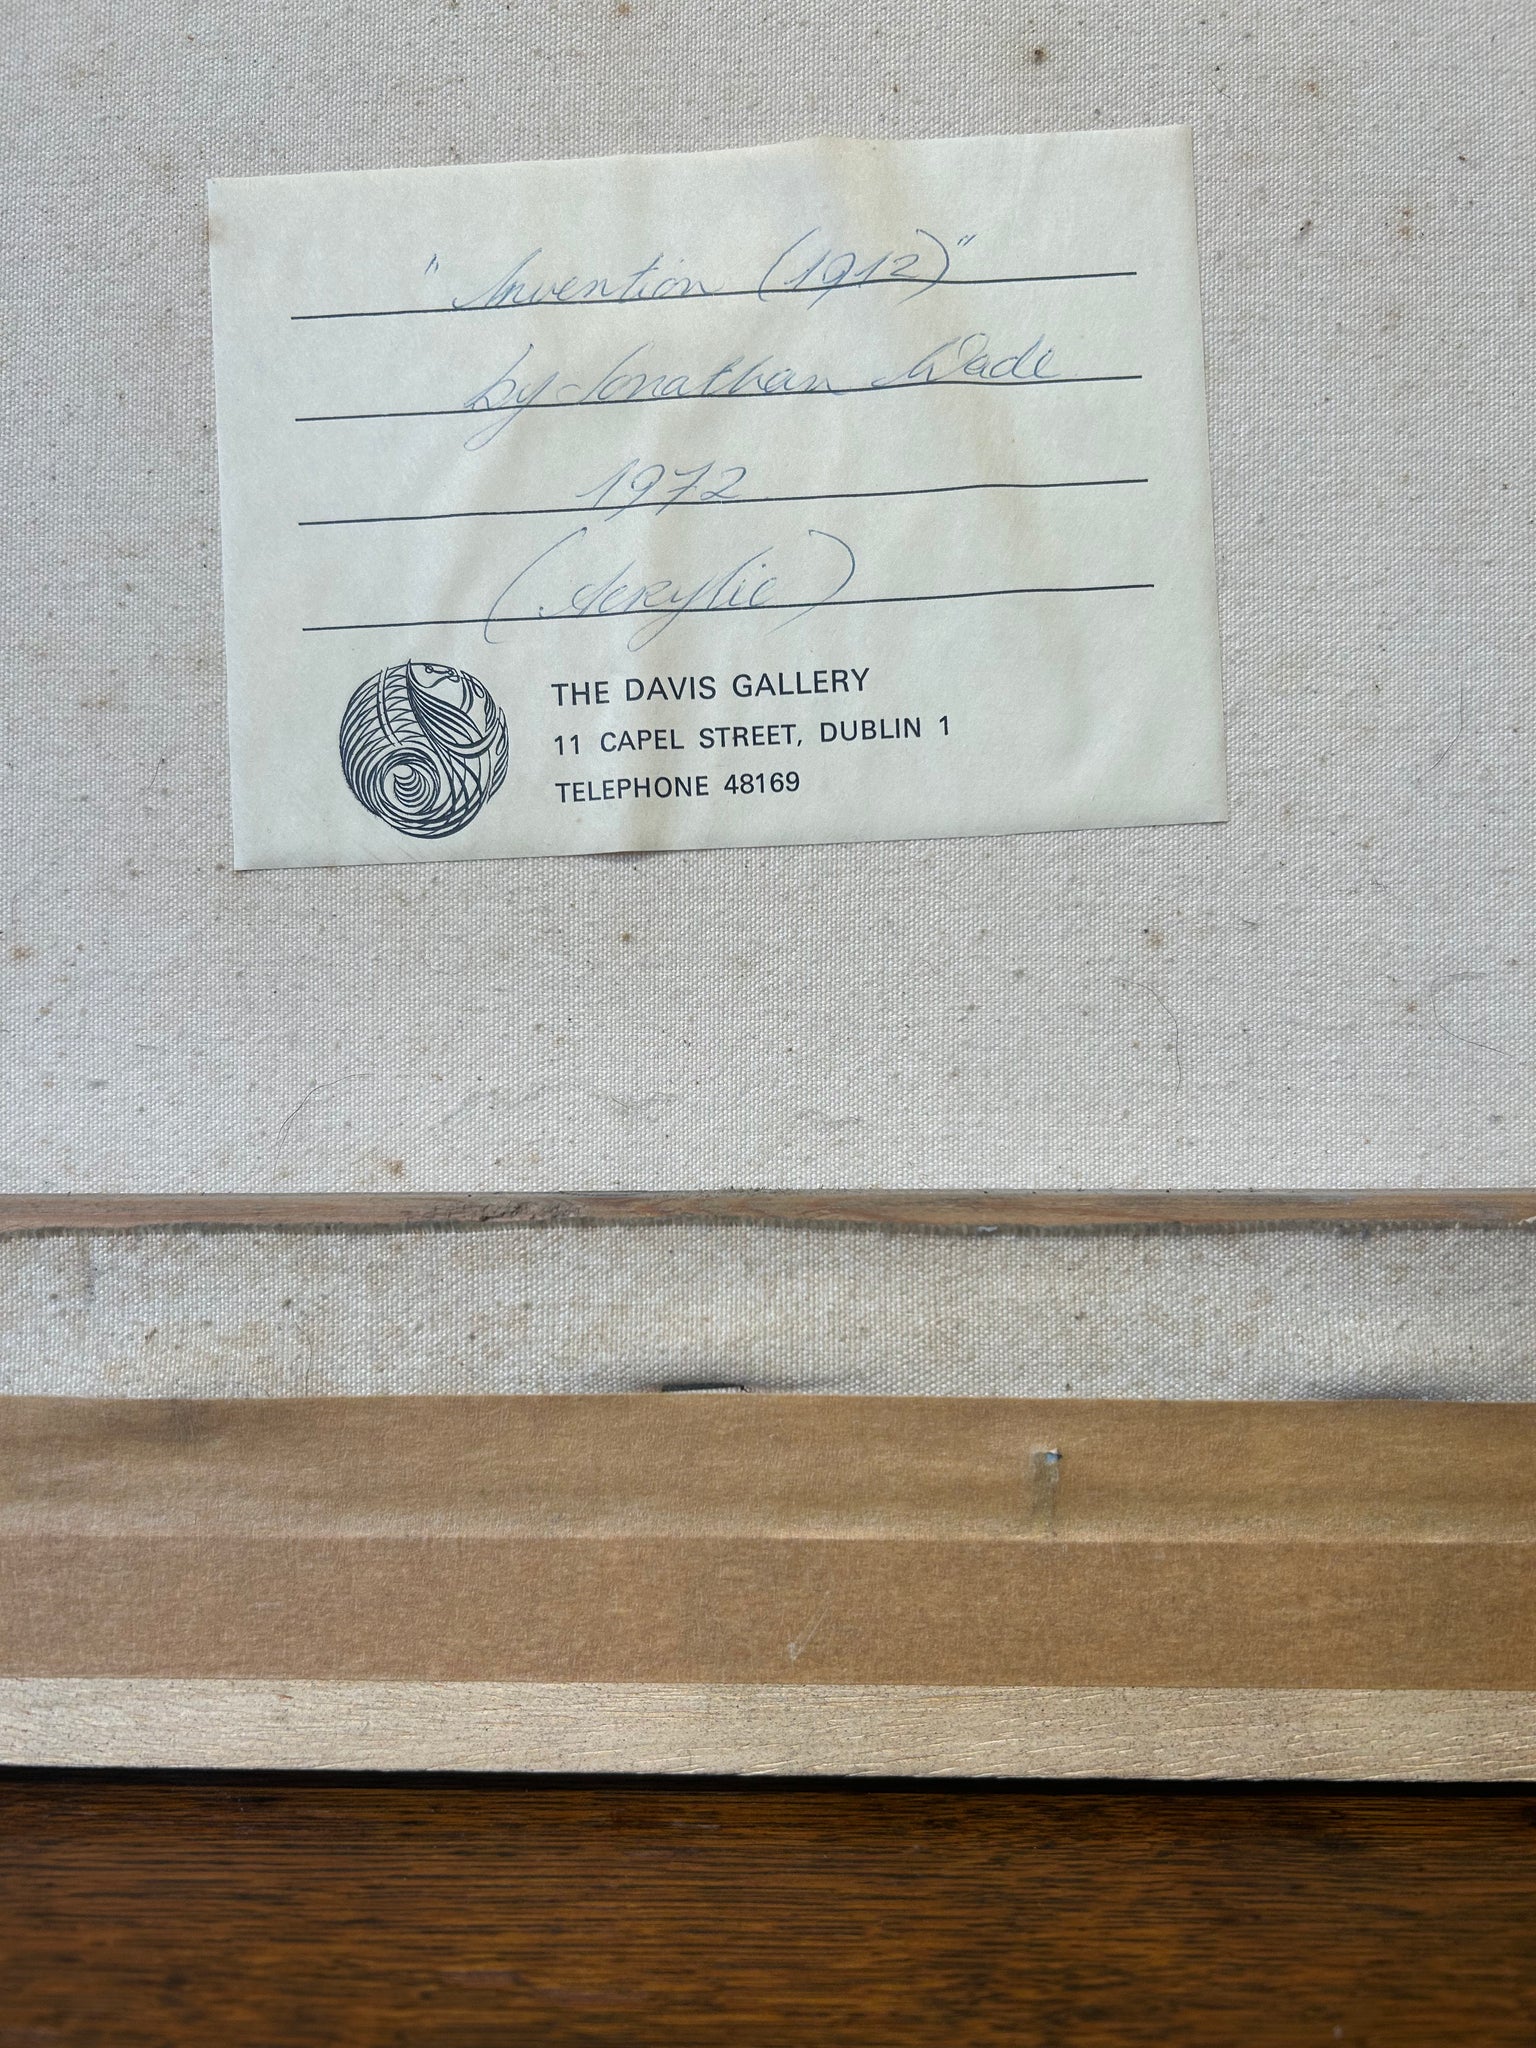 "Invention (1912)"
by Jonathan Wade
1972
(Acrylic)
THE DAVIS GALLERY
11 CAPEL STREET, DUBLIN 1
TELEPHONE 48169